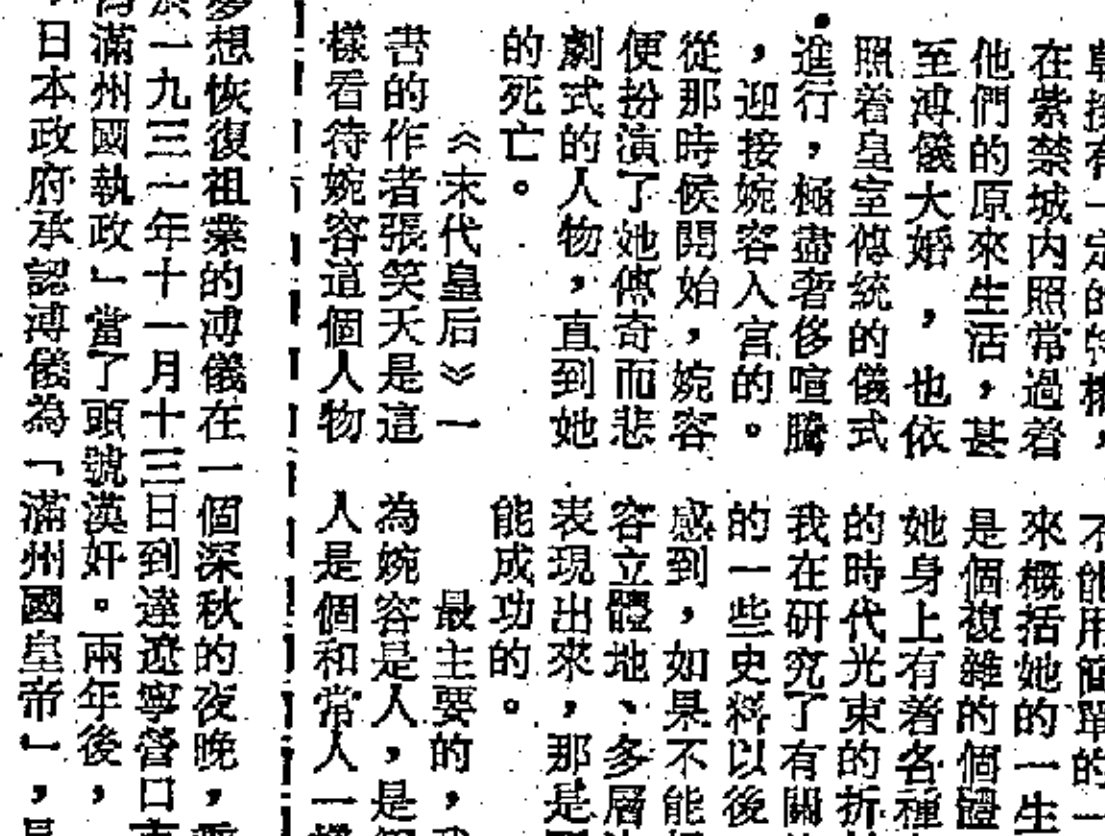 有一定的特權，
在紫禁城內照常過着
他們的原來生活，甚
至溥儀大婚，也依
照着皇室傳統的儀式
進行，極盡奢侈喧騰
，迎接婉容入宮的。
從那時候開始，婉容
便扮演了她傳奇而悲
劇式的人物，直到她
的死亡。
《末代皇后》一
書的作者張笑天是這
樣看待婉容這個人物
不能用簡單的一
來概括她的一生
是個複雜的個體
她身上有着各種
的時代光束的折
我在研究了有關
的一些史料以後
感到，如果不能
容立體地、多層
表現出來，那是
能成功的。
最主要的，
為婉容是人，是
人是個和常人一樣
夢想恢復祖業的溥儀在一個深秋的夜晚，
於一九三一年十一月十三日到達遼寧營口市
為滿州國執政」當了頭號漢奸。兩年後，
日本政府承認溥儀為「滿州國皇帝」，